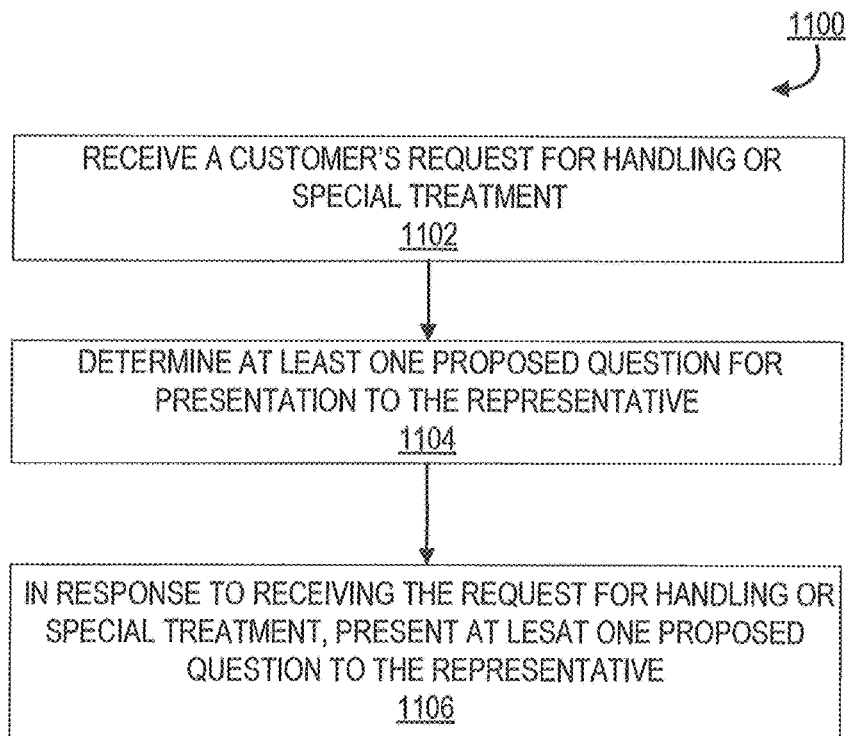 1100
RECEIVE A CUSTOMER'S REQUEST FOR HANDLING OR
SPECIAL TREATMENT
1102
DETERMINE AT LEAST ONE PROPOSED QUESTION FOR
PRESENTATION TO THE REPRESENTATIVE
1104
IN RESPONSE TO RECEIVING THE REQUEST FOR HANDLING OR
SPECIAL TREATMENT, PRESENT AT LESAT ONE PROPOSED
QUESTION TO THE REPRESENTATIVE
1106